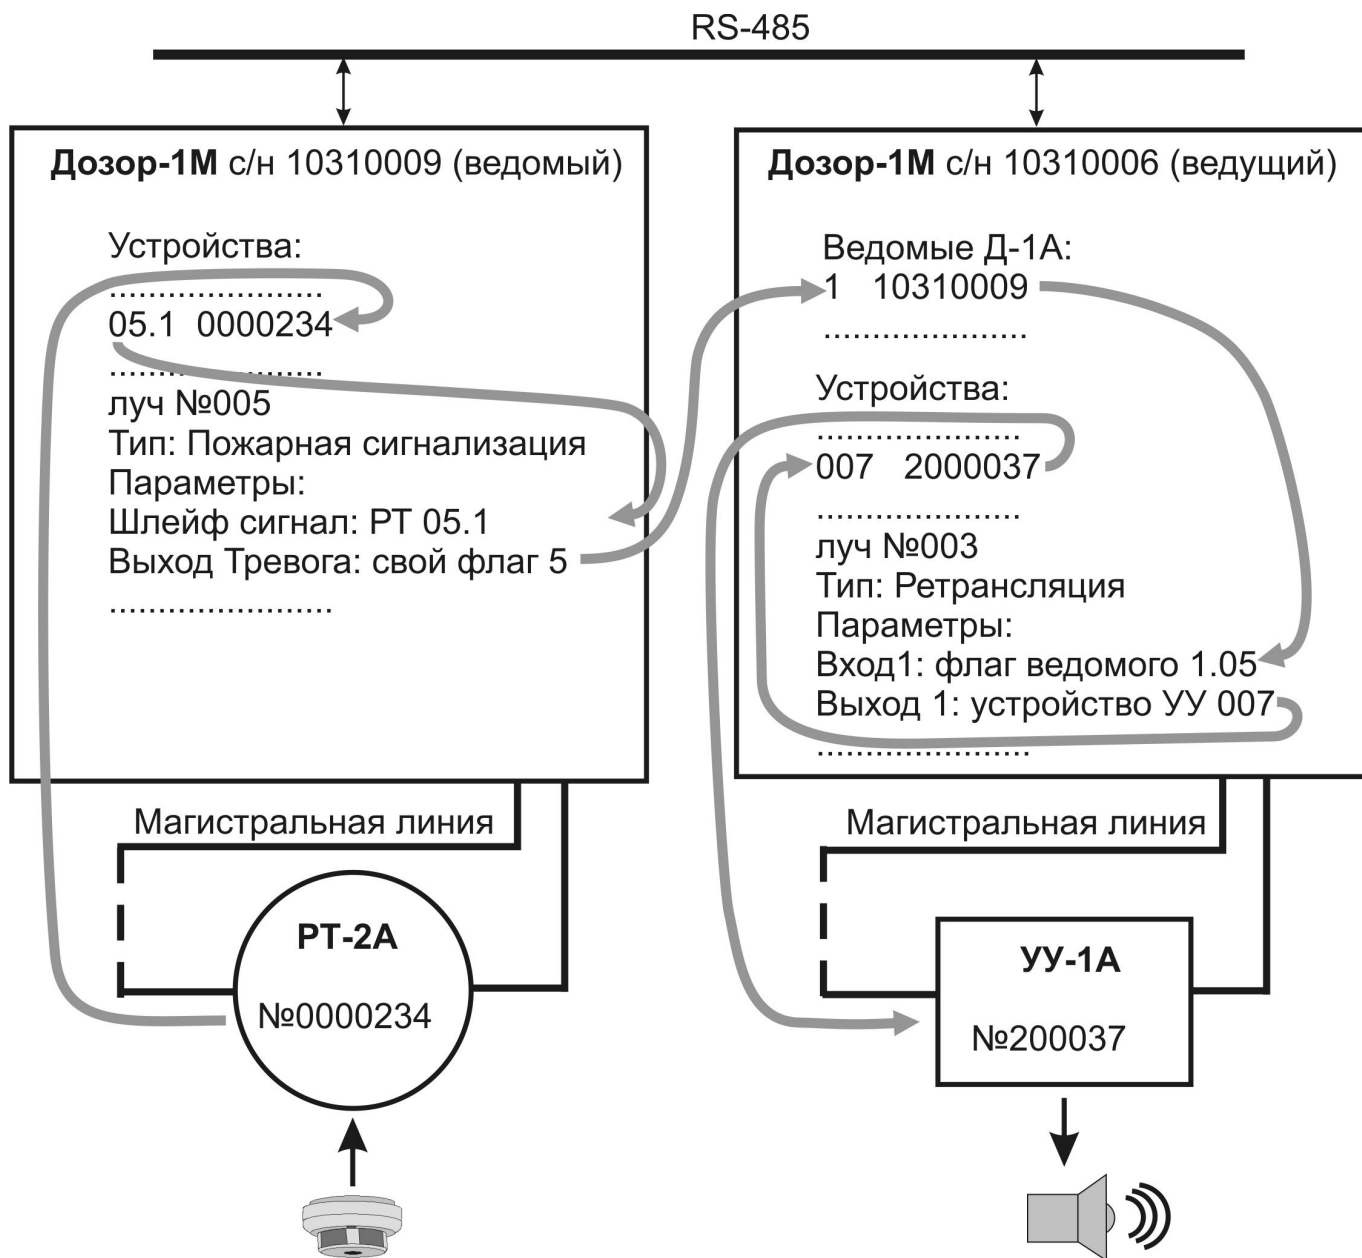 RS-485
Дозор-1М с/н 10310009 (ведомый)
Устройства:
......................
05.1 0000234
......................
луч №005
Тип: Пожарная сигнализация
Параметры:
Шлейф сигнал: РТ 05.1
Выход Тревога: свой флаг 5
.......................
Магистральная линия
РТ-2А
№0000234
Дозор-1М с/н 10310006 (ведущий)
Ведомые Д-1А:
1 10310009
.....................
Устройства:
.....................
007 2000037
.....................
луч №003
Тип: Ретрансляция
Параметры:
Вход1: флаг ведомого 1.05
Выход 1: устройство УУ 007
......................
Магистральная линия
УУ-1А
№200037